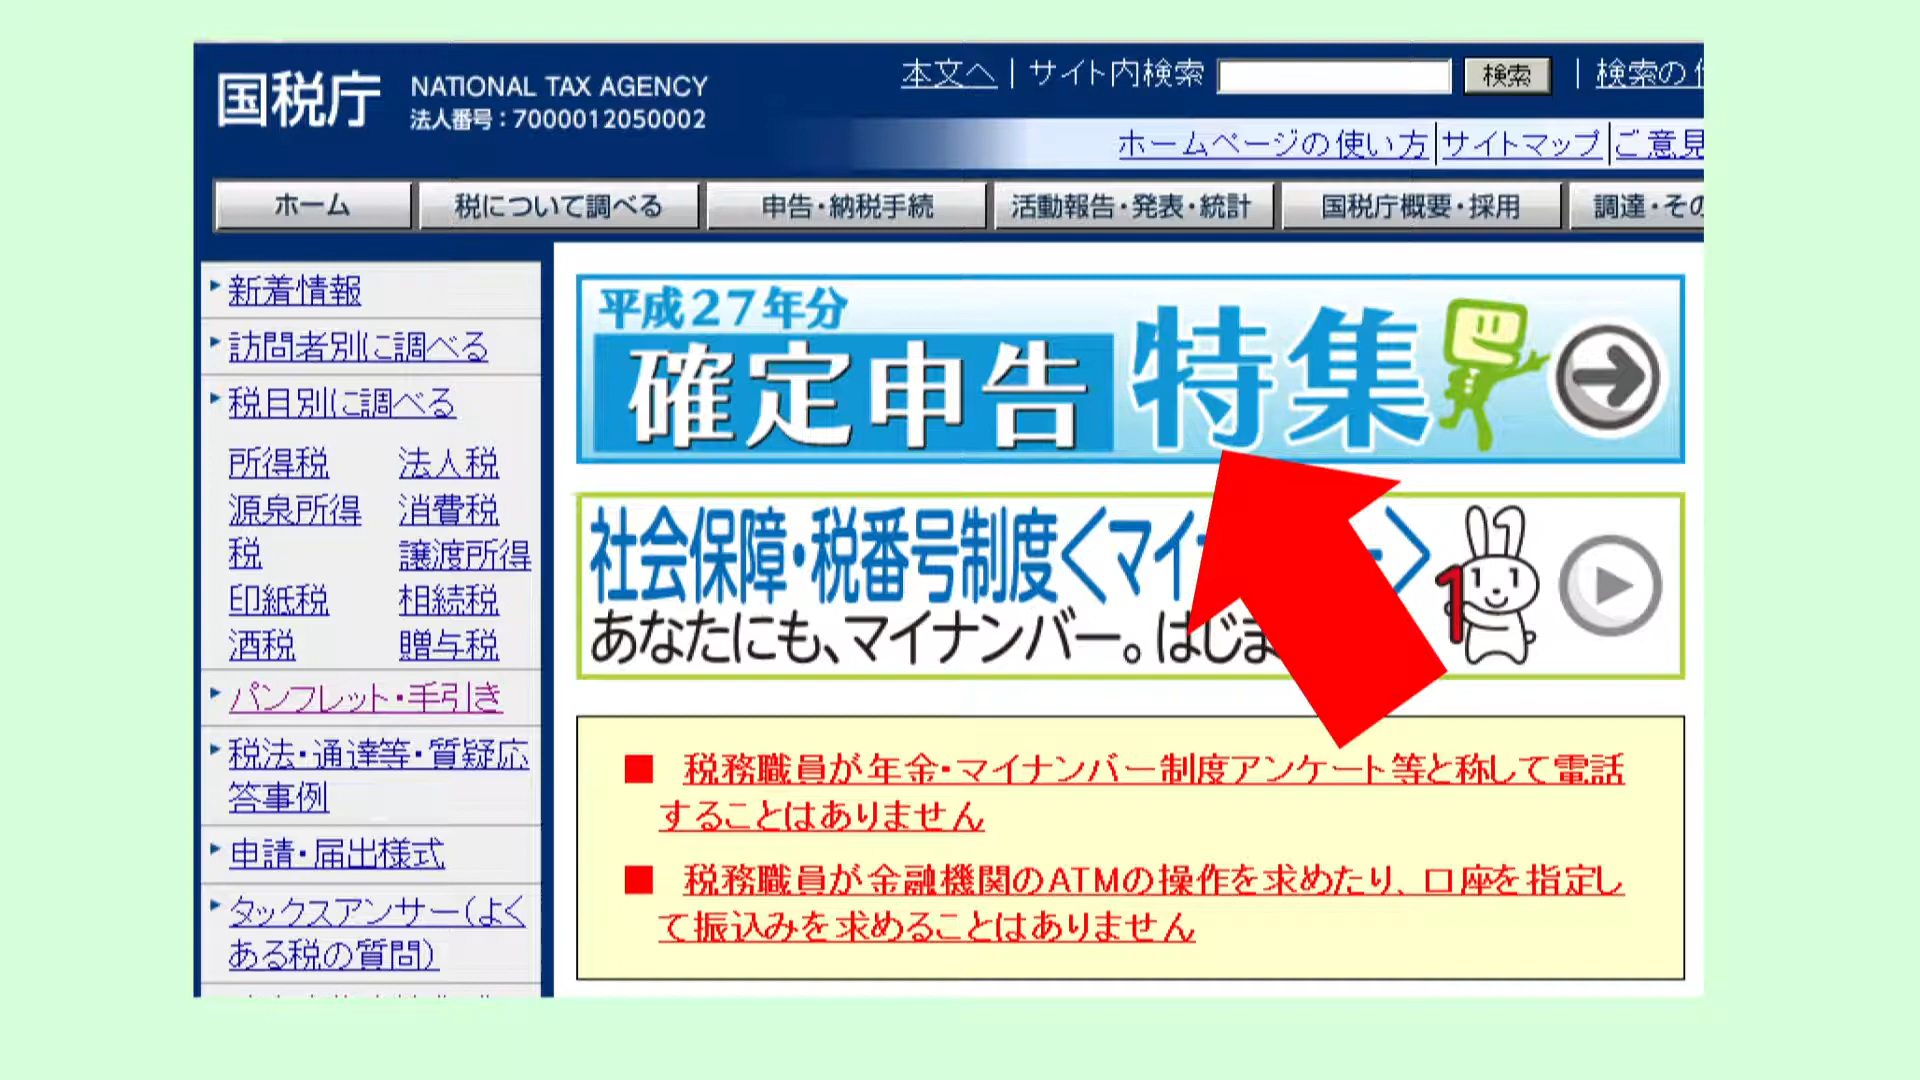 国税庁
NATIONAL TAX AGENCY
法人番号：7000012050002
本文へ | サイト内検索 検索 | 検索の
ホームページの使い方|サイトマップ|ご意見
ホーム 税について調べる 申告・納税手続 活動報告・発表・統計 国税庁概要・採用 調達・その
新着情報
訪問者別に調べる
税目別に調べる
所得税 法人税
源泉所得 消費税
税 譲渡所得
印紙税 相続税
酒税 贈与税
パンフレット・手引き
税法・通達等・質疑応
答事例
申請・届出様式
タックスアンサー（よく
ある税の質問）
平成27年分
確定申告 特集
社会保障・税番号制度＜マイ
ー＞
1
あなたにも、マイナンバー。はじま
■ 税務職員が年金・マイナンバー制度アンケート等と称して電話
することはありません
■ 税務職員が金融機関のATMの操作を求めたり、口座を指定し
て振込みを求めることはありません